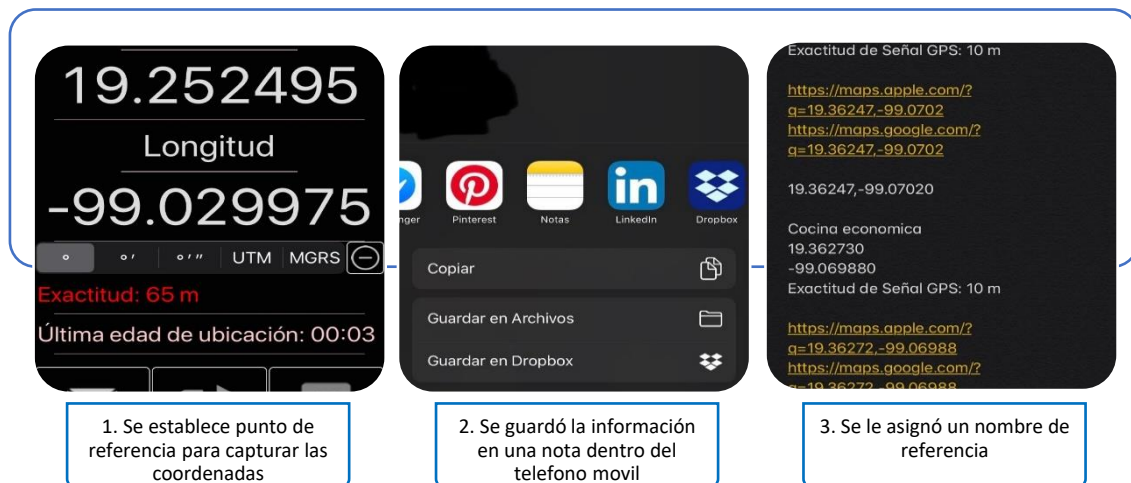 19.252495
Longitud
-99.029975
° °′ °′″ UTM MGRS
Exactitud: 65 m
Última edad de ubicación: 00:03
1. Se establece punto de
referencia para capturar las
coordenadas
nger Pinterest Notas LinkedIn Dropbox
Copiar
Guardar en Archivos
Guardar en Dropbox
2. Se guardó la información
en una nota dentro del
telefono movil
Exactitud de Señal GPS: 10 m
https://maps.apple.com/?
q=19.36247,-99.0702
https://maps.google.com/?
q=19.36247,-99.0702
19.36247,-99.07020
Cocina economica
19.362730
-99.069880
Exactitud de Señal GPS: 10 m
https://maps.apple.com/?
q=19.36272,-99.06988
https://maps.google.com/?
q=19.36272,-99.06988
3. Se le asignó un nombre de
referencia